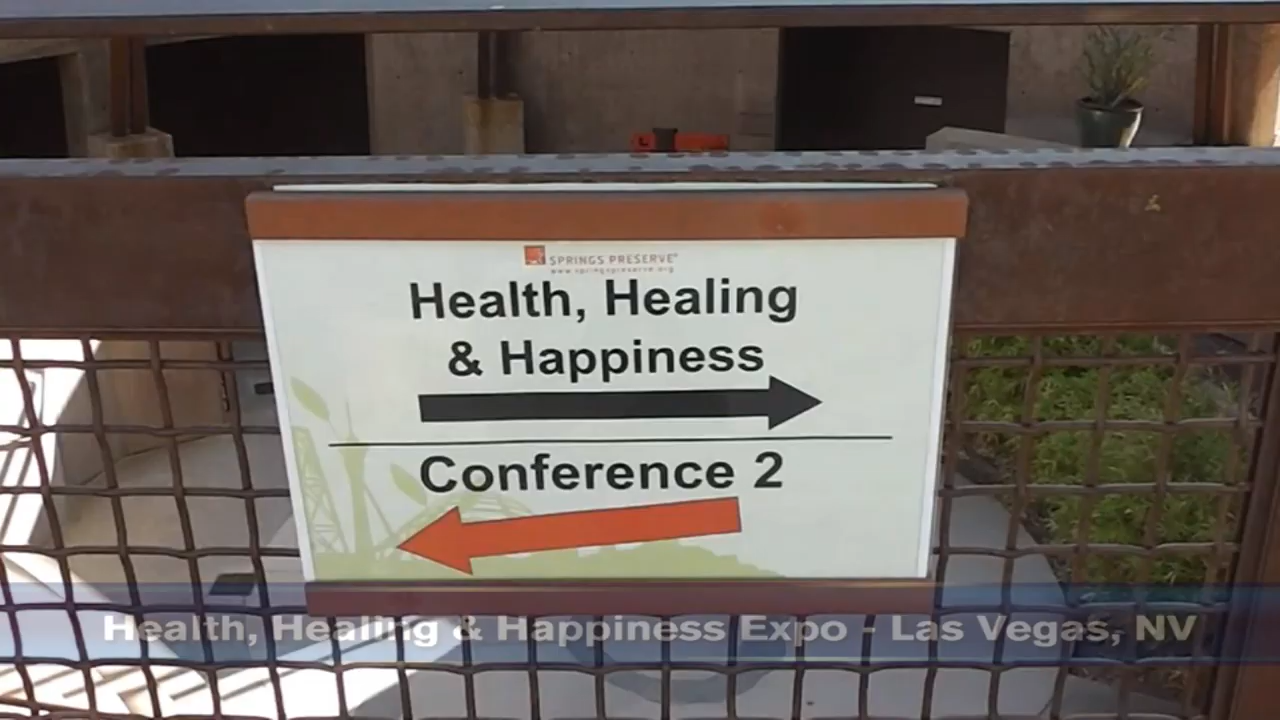 SPRINGS PRESERVE
www.springspreserve.org
Health, Healing
& Happiness
Conference 2
Health, Healing & Happiness Expo - Las Vegas, NV